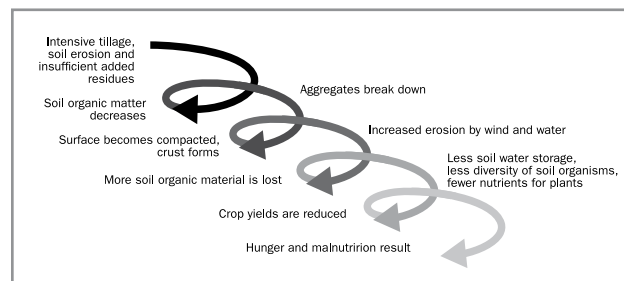 Intensive tillage,
soil erosion and
insufficient added
residues
Aggregates break down
Soil organic matter
decreases
Increased erosion by wind and water
Surface becomes compacted,
crust forms
Less soil water storage,
less diversity of soil organisms,
fewer nutrients for plants
More soil organic material is lost
Crop yields are reduced
Hunger and malnutririon result